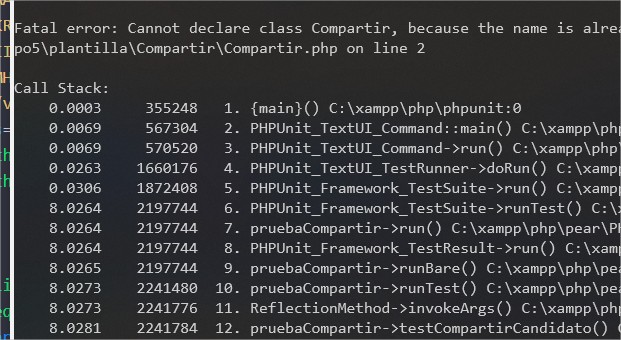 Fatal error: Cannot declare class Compartir, because the name is alrea
po5\plantilla\Compartir\Compartir.php on line 2
Call Stack:
0.0003 355248 1. {main}() C:\xampp\php\phpunit:0
0.0069 567304 2. PHPUnit_TextUI_Command::main() C:\xampp\php
0.0069 570520 3. PHPUnit_TextUI_Command->run() C:\xampp\php\
0.0263 1660176 4. PHPUnit_TextUI_TestRunner->doRun() C:\xamp
0.0306 1872408 5. PHPUnit_Framework_TestSuite->run() C:\xamp
8.0264 2197744 6. PHPUnit_Framework_TestSuite->runTest() C:\x
8.0264 2197744 7. pruebaCompartir->run() C:\xampp\php\pear\PH
8.0264 2197744 8. PHPUnit_Framework_TestResult->run() C:\xamp
8.0265 2197744 9. pruebaCompartir->runBare() C:\xampp\php\pea
8.0273 2241480 10. pruebaCompartir->runTest() C:\xampp\php\pea
8.0273 2241776 11. ReflectionMethod->invokeArgs() C:\xampp\ph
8.0281 2241784 12. pruebaCompartir->testCompartirCandidato() C